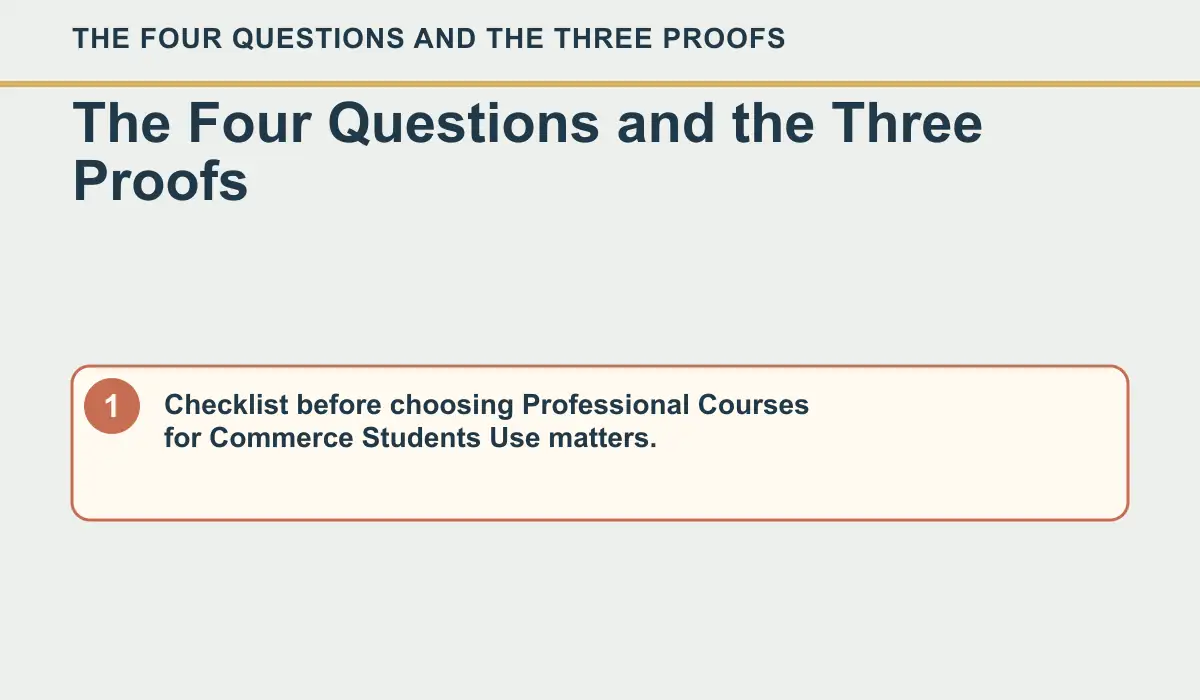 THE FOUR QUESTIONS AND THE THREE PROOFS
The Four Questions and the Three
Proofs
1
Checklist before choosing Professional Courses
for Commerce Students Use matters.